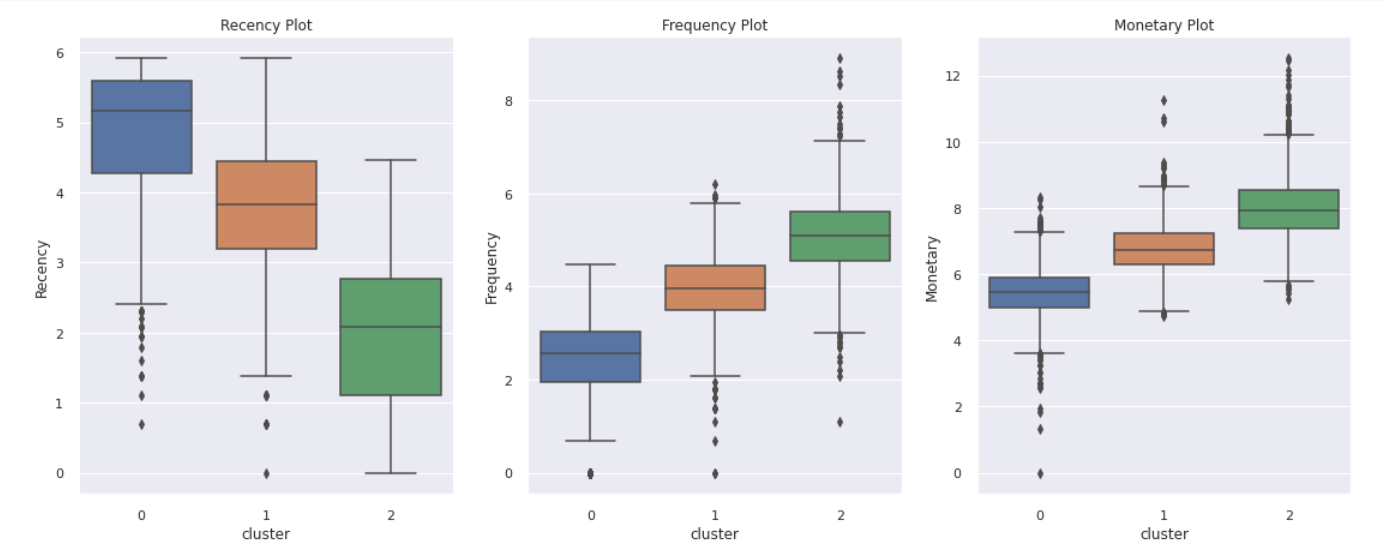 Recency Plot
Recency
6
5
4
3
2
1
0
0 1 2
cluster
Frequency Plot
Frequency
8
6
4
2
0
0 1 2
cluster
Monetary Plot
Monetary
12
10
8
6
4
2
0
0 1 2
cluster